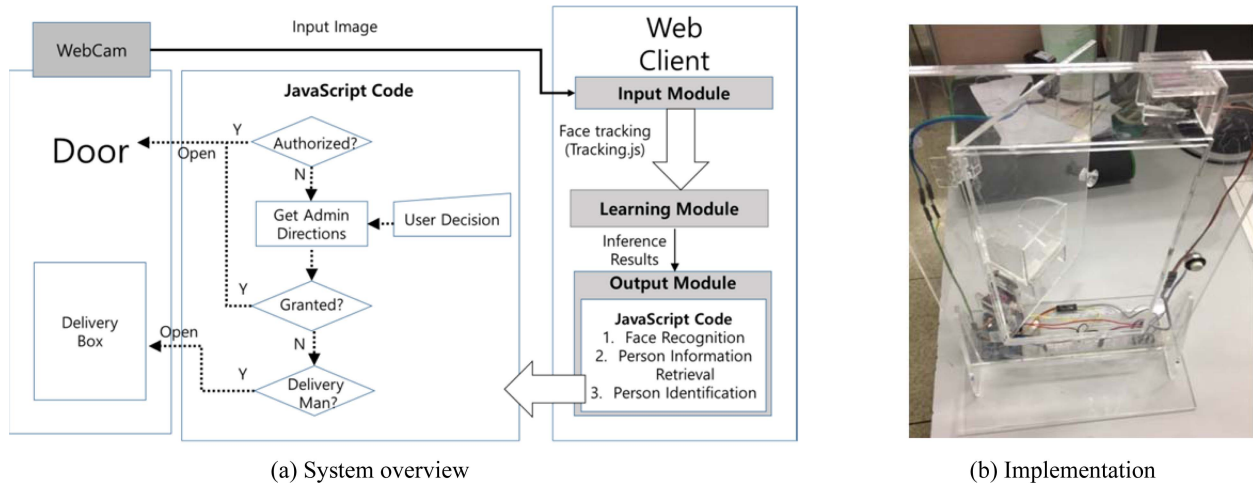 WebCam
Input Image
Web
Client
Input Module
Face tracking
(Tracking.js)
Learning Module
Inference
Results
Output Module
JavaScript Code
1. Face Recognition
2. Person Information
Retrieval
3. Person Identification
JavaScript Code
Authorized?
Y
Open
N
Get Admin
Directions
User Decision
Granted?
Y
N
Delivery
Man?
Y
Open
Door
Delivery
Box
(a) System overview
(b) Implementation